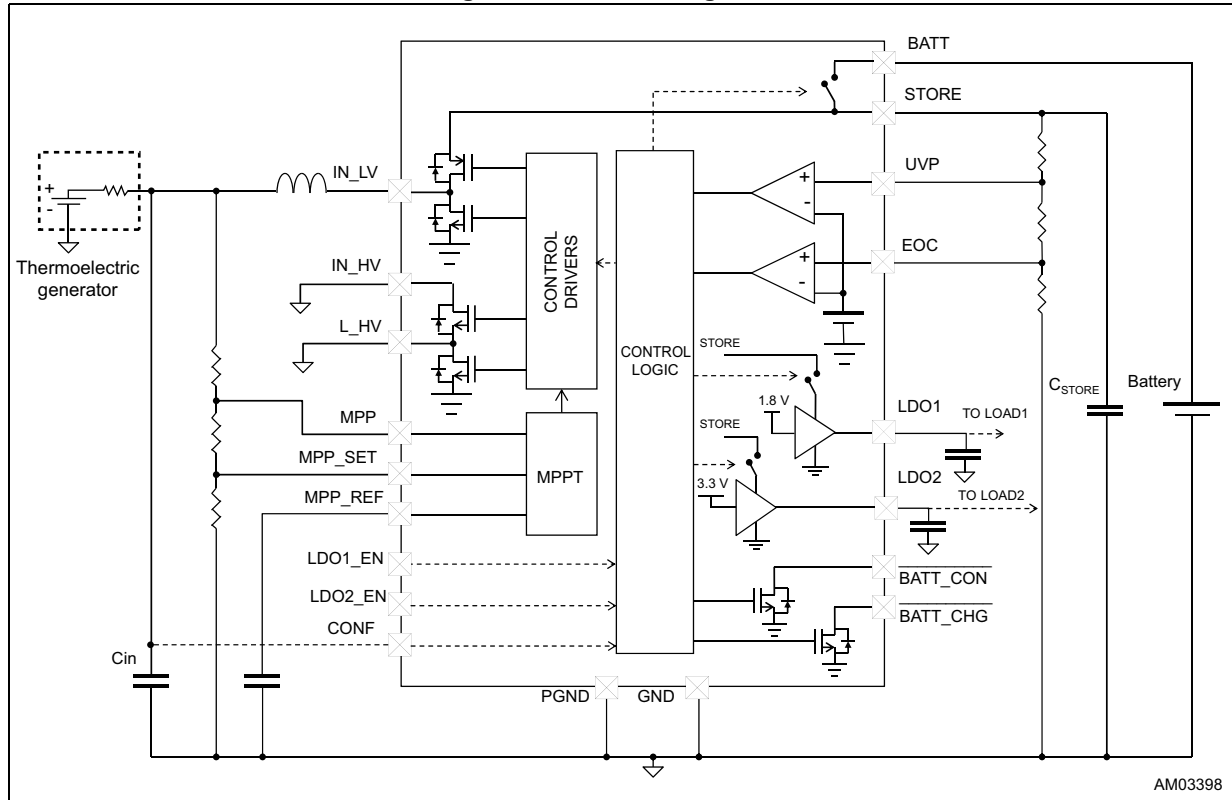 BATT
STORE
UVP
EOC
IN_LV
+
-
Thermoelectric
generator
IN_HV
L_HV
CONTROL
DRIVERS
CONTROL
LOGIC
+
-
+
-
STORE
1.8 V
STORE
3.3 V
MPP
MPP_SET
MPP_REF
MPPT
LDO1_EN
LDO2_EN
CONF
Cin
CSTORE
Battery
LDO1
TO LOAD1
LDO2
TO LOAD2
BATT_CON
BATT_CHG
PGND
GND
AM03398